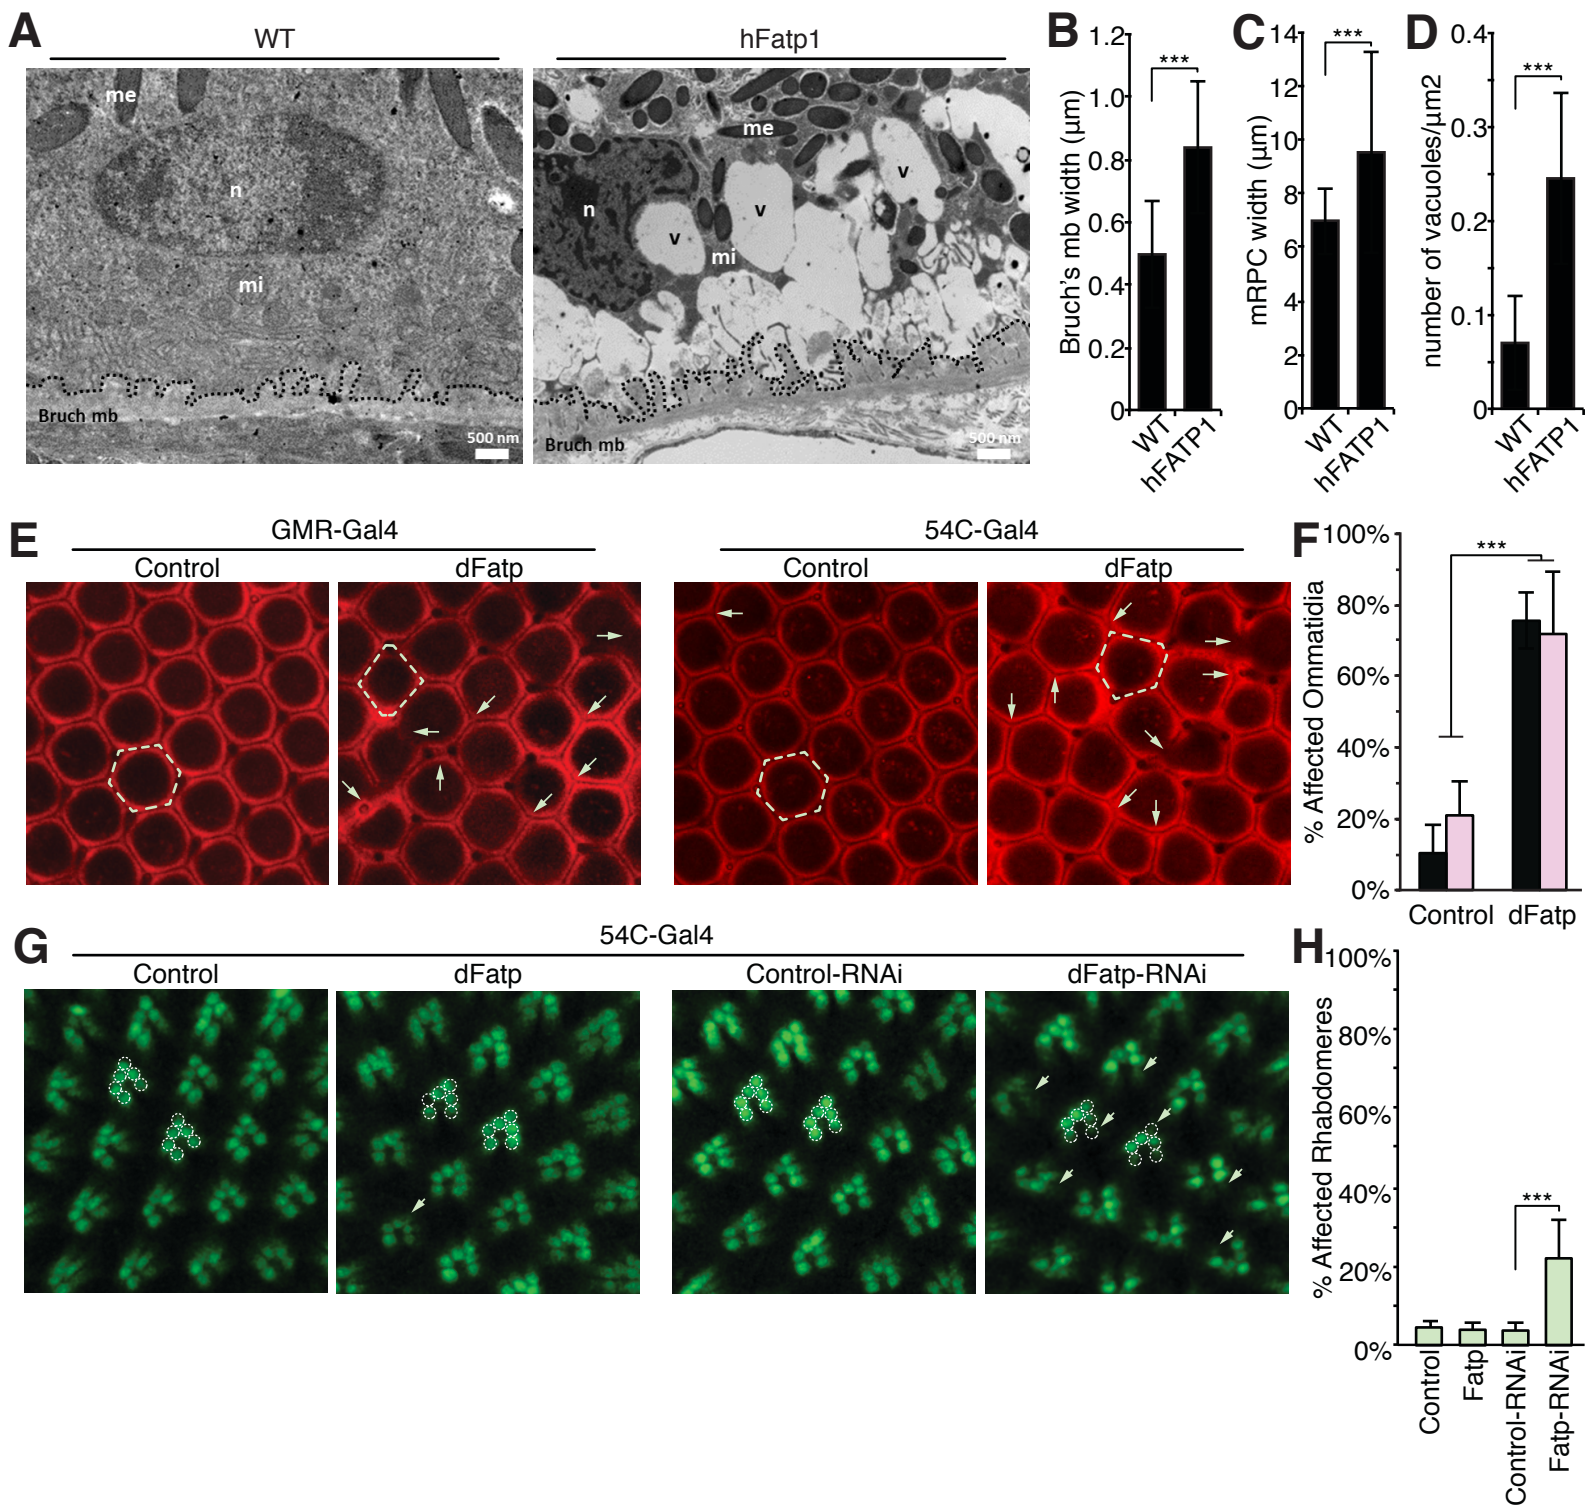 A
WT
hFatp1
me
n
mi
Bruch mb
500 nm
me
n
v
v
v
mi
Bruch mb
500 nm
B
Bruch's mb width (µm)
1.2
1.0
0.8
0.6
0.4
0.2
0
***
WT
hFATP1
C
mRPC width (µm)
14
12
10
8
6
4
2
0
***
WT
hFATP1
D
number of vacuoles/µm2
0.4
0.3
0.2
0.1
0
***
WT
hFATP1
E
GMR-Gal4
54C-Gal4
Control
dFatp
Control
dFatp
F
% Affected Ommatidia
100%
80%
60%
40%
20%
0%
***
Control
dFatp
G
54C-Gal4
Control
dFatp
Control-RNAi
dFatp-RNAi
H
% Affected Rhabdomeres
100%
80%
60%
40%
20%
0%
***
Control
Fatp
Control-RNAi
Fatp-RNAi